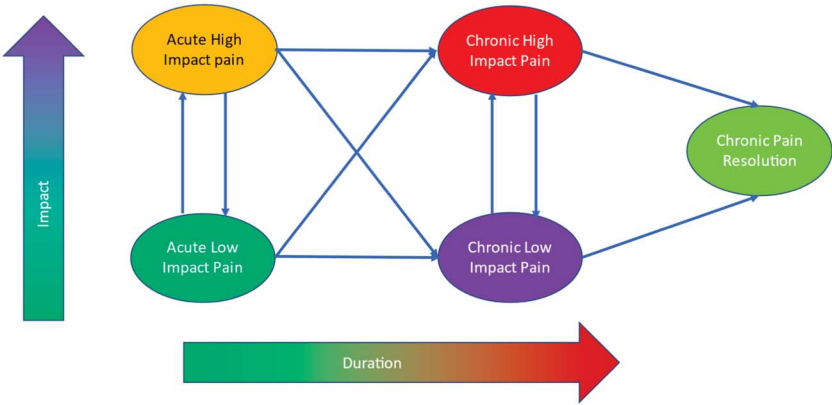 Acute High
Impact pain
Chronic High
Impact Pain
Chronic Pain
Resolution
Impact
Acute Low
Impact Pain
Chronic Low
Impact Pain
Duration